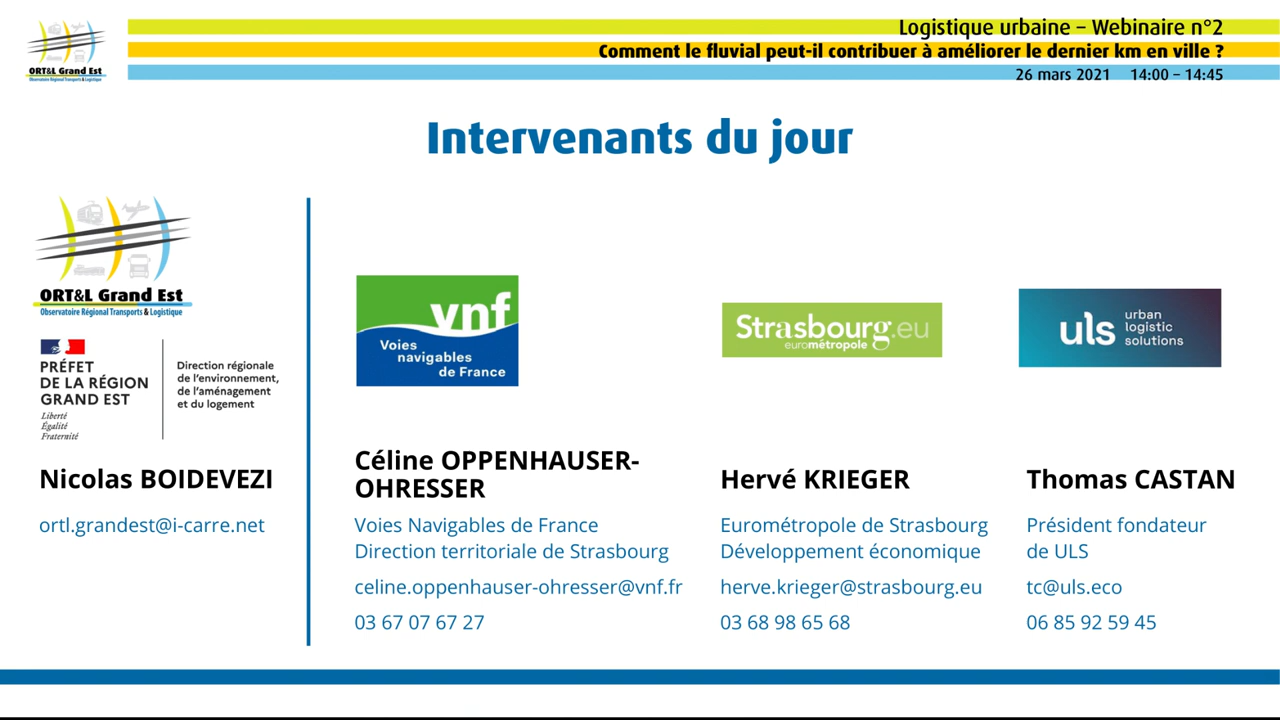 Logistique urbaine – Webinaire n°2
Comment le fluvial peut-il contribuer à améliorer le dernier km en ville ?
26 mars 2021 14:00 – 14:45
ORT&L Grand Est
Observatoire Régional Transports & Logistique
Intervenants du jour
ORT&L Grand Est
Observatoire Régional Transports & Logistique
PRÉFET
DE LA RÉGION
GRAND EST
Liberté
Égalité
Fraternité
Direction régionale
de l'environnement,
de l'aménagement
et du logement
Nicolas BOIDEVEZI
ortl.grandest@i-carre.net
vnf
Voies
navigables
de France
Céline OPPENHAUSER-
OHRESSER
Voies Navigables de France
Direction territoriale de Strasbourg
celine.oppenhauser-ohresser@vnf.fr
03 67 07 67 27
Strasbourg.eu
eurométropole
Hervé KRIEGER
Eurométropole de Strasbourg
Développement économique
herve.krieger@strasbourg.eu
03 68 98 65 68
uls
urban
logistic
solutions
Thomas CASTAN
Président fondateur
de ULS
tc@uls.eco
06 85 92 59 45